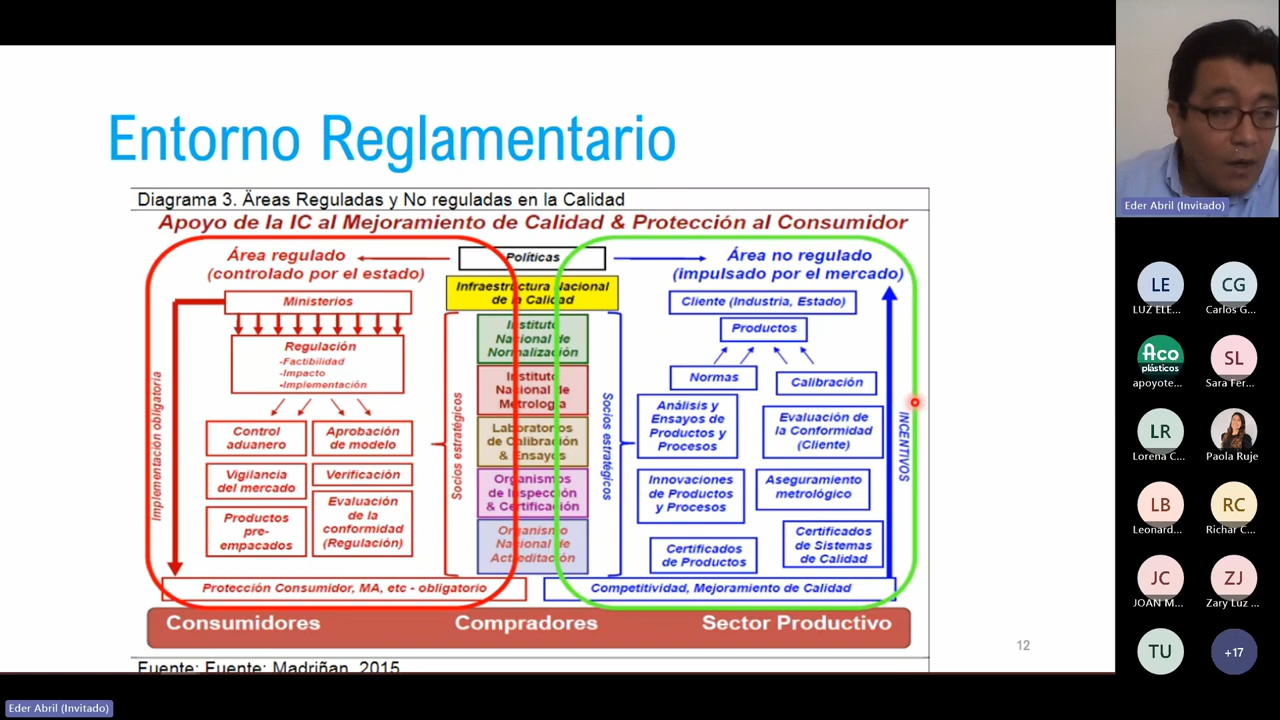 Entorno Reglamentario
Diagrama 3. Äreas Reguladas y No reguladas en la Calidad
Apoyo de la IC al Mejoramiento de Calidad & Protección al Consumidor
Área regulado
(controlado por el estado)
Políticas
Área no regulado
(impulsado por el mercado)
Infraestructura Nacional
de la Calidad
Ministerios
Regulación
-Factibilidad
-Impacto
-Implementación
Control
aduanero
Aprobación
de modelo
Vigilancia
del mercado
Verificación
Productos
pre-
empacados
Evaluación
de la
conformidad
(Regulación)
Implementación obligatoria
Protección Consumidor, MA, etc - obligatorio
Socios estratégicos
Instituto
Nacional de
Normalización
Instituto
Nacional de
Metrología
Laboratorios
de Calibración
& Ensayos
Organismos
de Inspección
& Certificación
Organismo
Nacional de
Acreditación
Socios estratégicos
Cliente (Industria, Estado)
Productos
Normas
Calibración
Análisis y
Ensayos de
Productos y
Procesos
Evaluación de
la Conformidad
(Cliente)
Innovaciones
de Productos
y Procesos
Aseguramiento
metrológico
Certificados
de Productos
Certificados
de Sistemas
de Calidad
INCENTIVOS
Competitividad, Mejoramiento de Calidad
Consumidores
Compradores
Sector Productivo
Fuente: Fuente: Madriñan, 2015
12
Eder Abril (Invitado)
LE
LUZ ELE...
CG
Carlos G...
Aco
plásticos
apoyote...
SL
Sara Fer...
LR
Lorena C...
Paola Ruje
LB
Leonard...
RC
Richar C...
JC
JOAN M...
ZJ
Zary Luz ...
TU
+17
Eder Abril (Invitado)